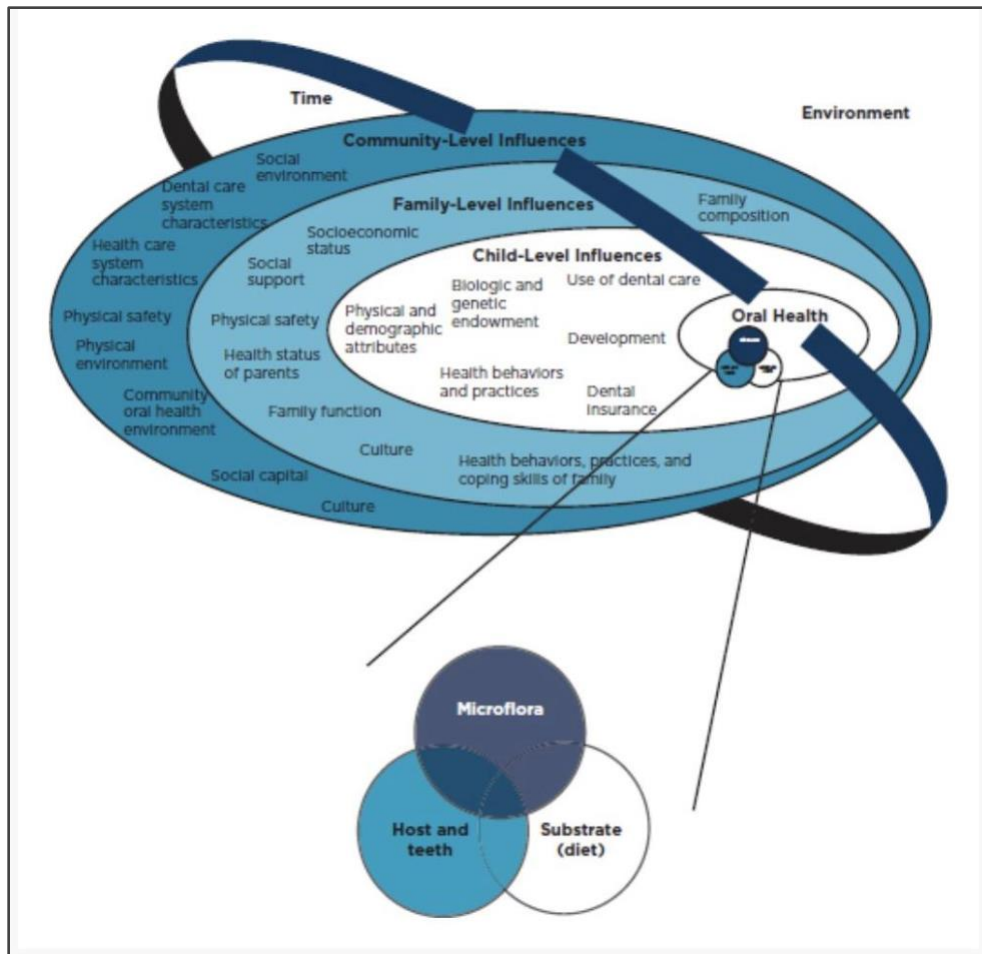 Time
Environment
Community-Level Influences
Social
environment
Dental care
system
characteristics
Health care
system
characteristics
Physical safety
Physical
environment
Community
oral health
environment
Social capital
Culture
Family-Level Influences
Family
composition
Socioeconomic
status
Social
support
Physical safety
Health status
of parents
Family function
Culture
Health behaviors, practices, and
coping skills of family
Child-Level Influences
Use of dental care
Biologic and
genetic
endowment
Physical and
demographic
attributes
Development
Health behaviors
and practices
Dental
insurance
Oral Health
Microflora
Host and
teeth
Substrate
(diet)